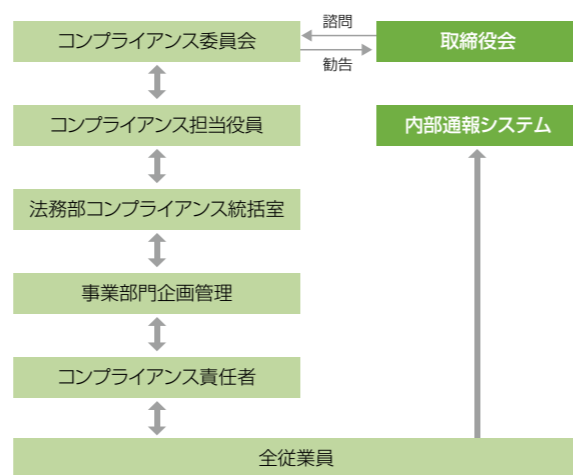 コンプライアンス委員会
諮問
勧告
取締役会
コンプライアンス担当役員
内部通報システム
法務部コンプライアンス統括室
事業部門企画管理
コンプライアンス責任者
全従業員